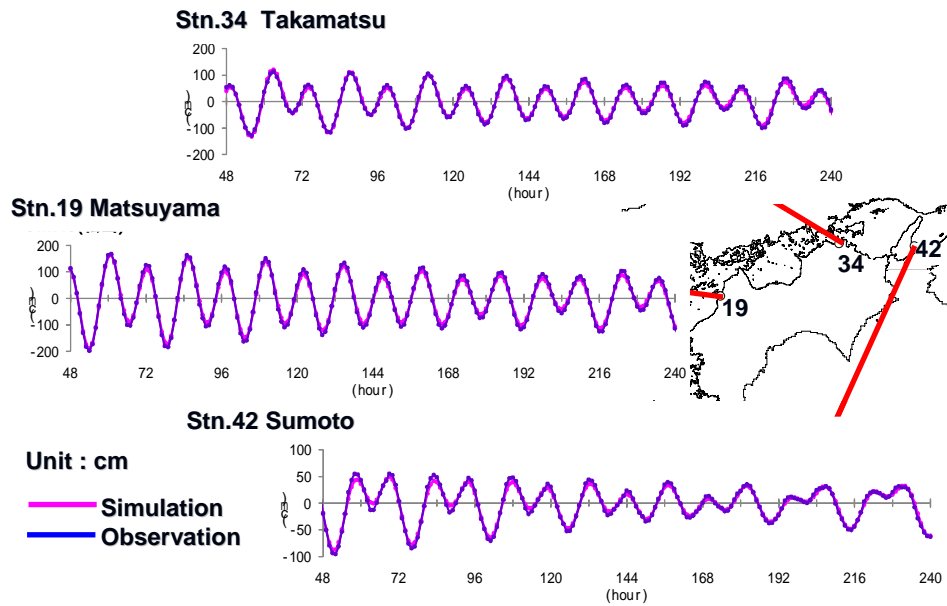 Stn.34 Takamatsu
200
100
0
-100
-200
48 72 96 120 144 168 192 216 240
(hour)
Stn.19 Matsuyama
200
100
0
-100
-200
48 72 96 120 144 168 192 216 240
(hour)
34
42
19
Stn.42 Sumoto
Unit : cm
Simulation
Observation
100
50
0
-50
-100
48 72 96 120 144 168 192 216 240
(hour)